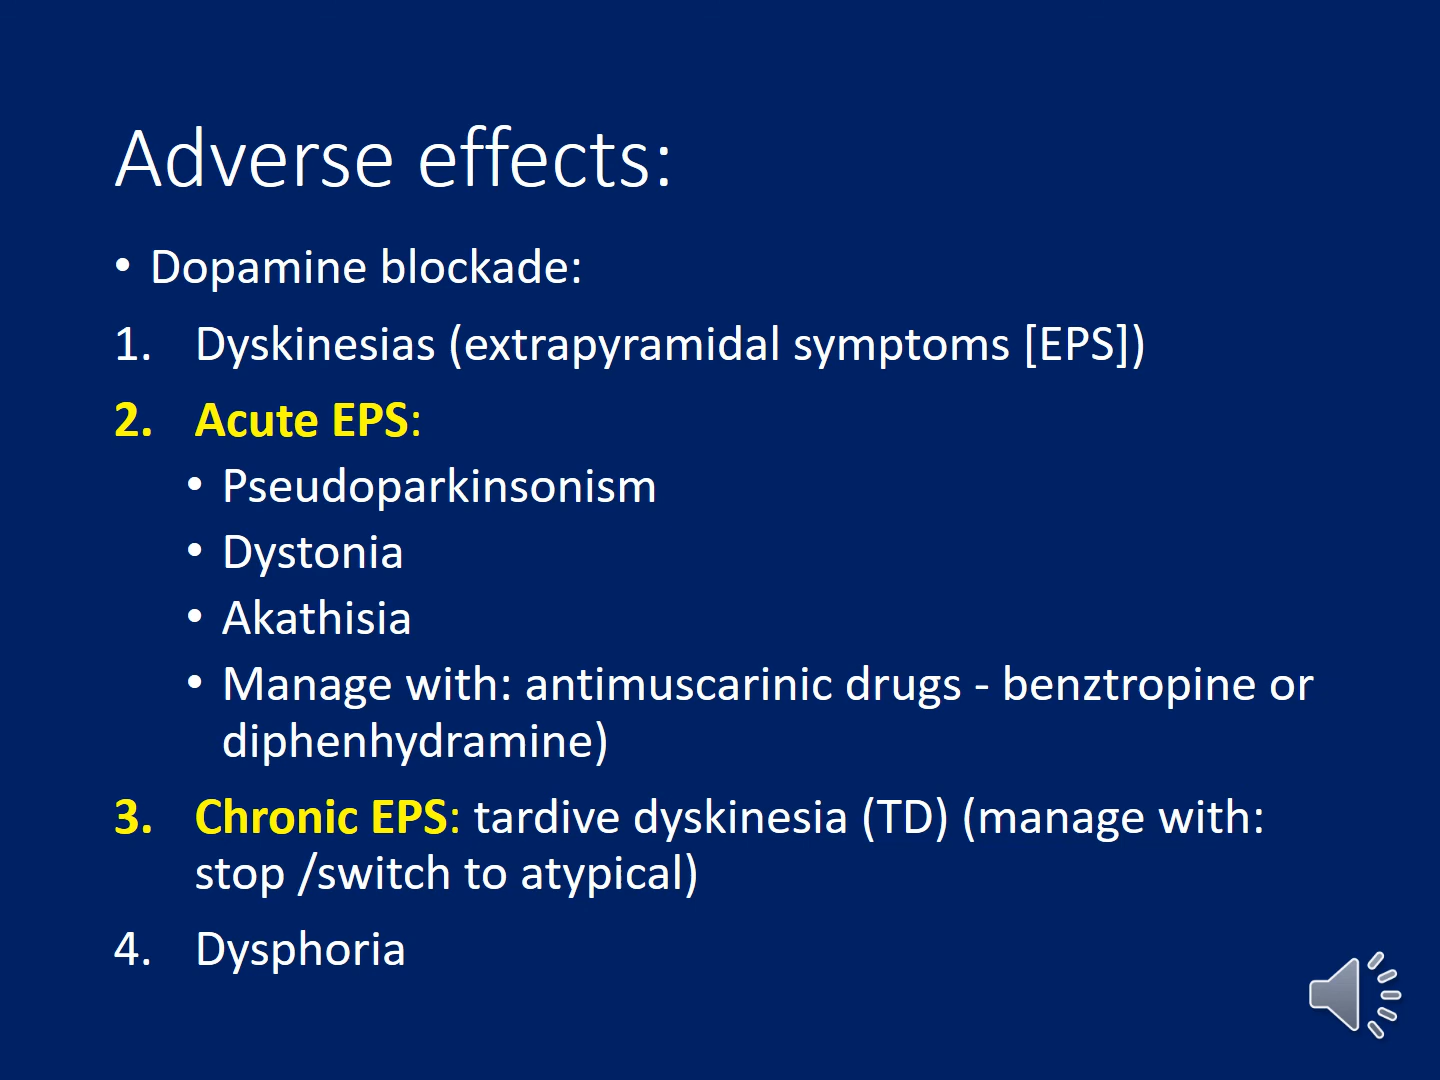 Adverse effects:
• Dopamine blockade:
1. Dyskinesias (extrapyramidal symptoms [EPS])
2. Acute EPS:
• Pseudoparkinsonism
• Dystonia
• Akathisia
• Manage with: antimuscarinic drugs - benztropine or
diphenhydramine)
3. Chronic EPS: tardive dyskinesia (TD) (manage with:
stop /switch to atypical)
4. Dysphoria